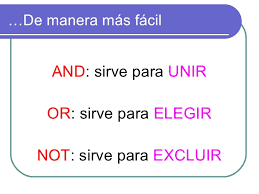 …De manera más fácil
AND: sirve para UNIR
OR: sirve para ELEGIR
NOT: sirve para EXCLUIR